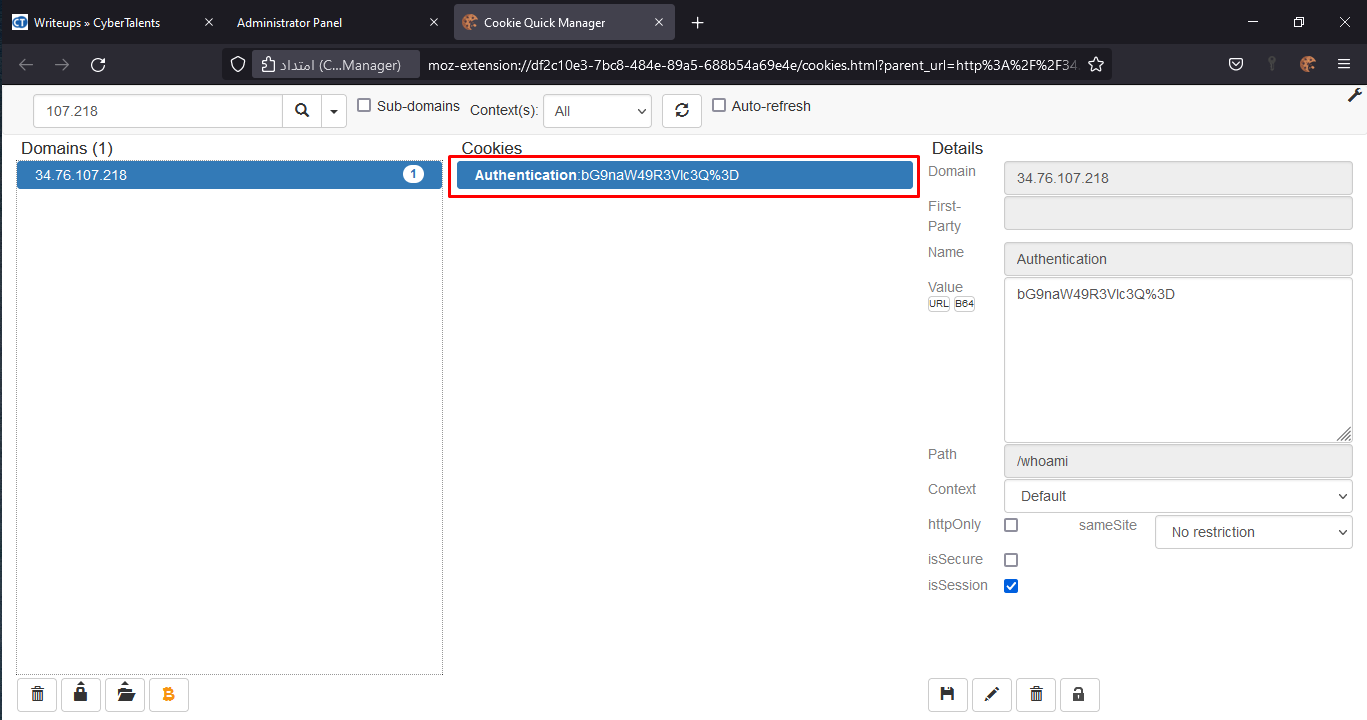 Writeups » CyberTalents
Administrator Panel
Cookie Quick Manager
امتداد (C...Manager)
moz-extension://df2c10e3-7bc8-484e-89a5-688b54a69e4e/cookies.html?parent_url=http%3A%2F%2F34.
107.218
Sub-domains
Context(s):
All
Auto-refresh
Domains (1)
Cookies
Details
34.76.107.218
1
Authentication:bG9naW49R3Vlc3Q%3D
Domain
34.76.107.218
First-
Party
Name
Authentication
Value
bG9naW49R3Vlc3Q%3D
URL B64
Path
/whoami
Context
Default
httpOnly
sameSite
No restriction
isSecure
isSession